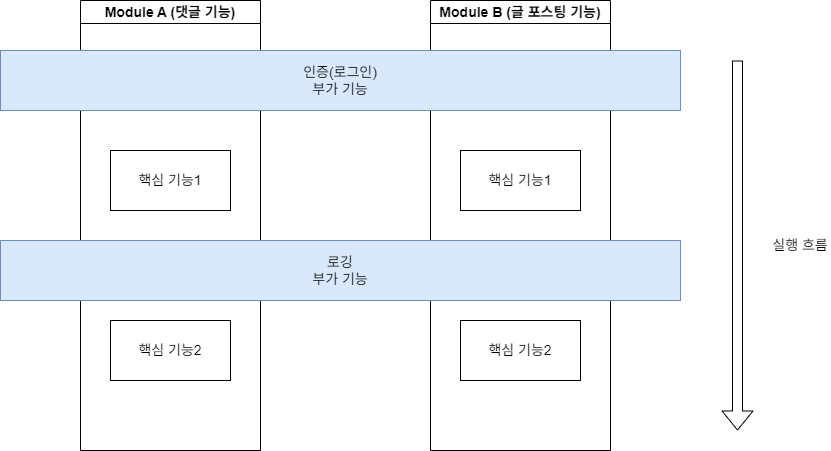 Module A (댓글 기능)
Module B (글 포스팅 기능)
인증(로그인)
부가 기능
핵심 기능1
핵심 기능1
로깅
부가 기능
실행 흐름
핵심 기능2
핵심 기능2